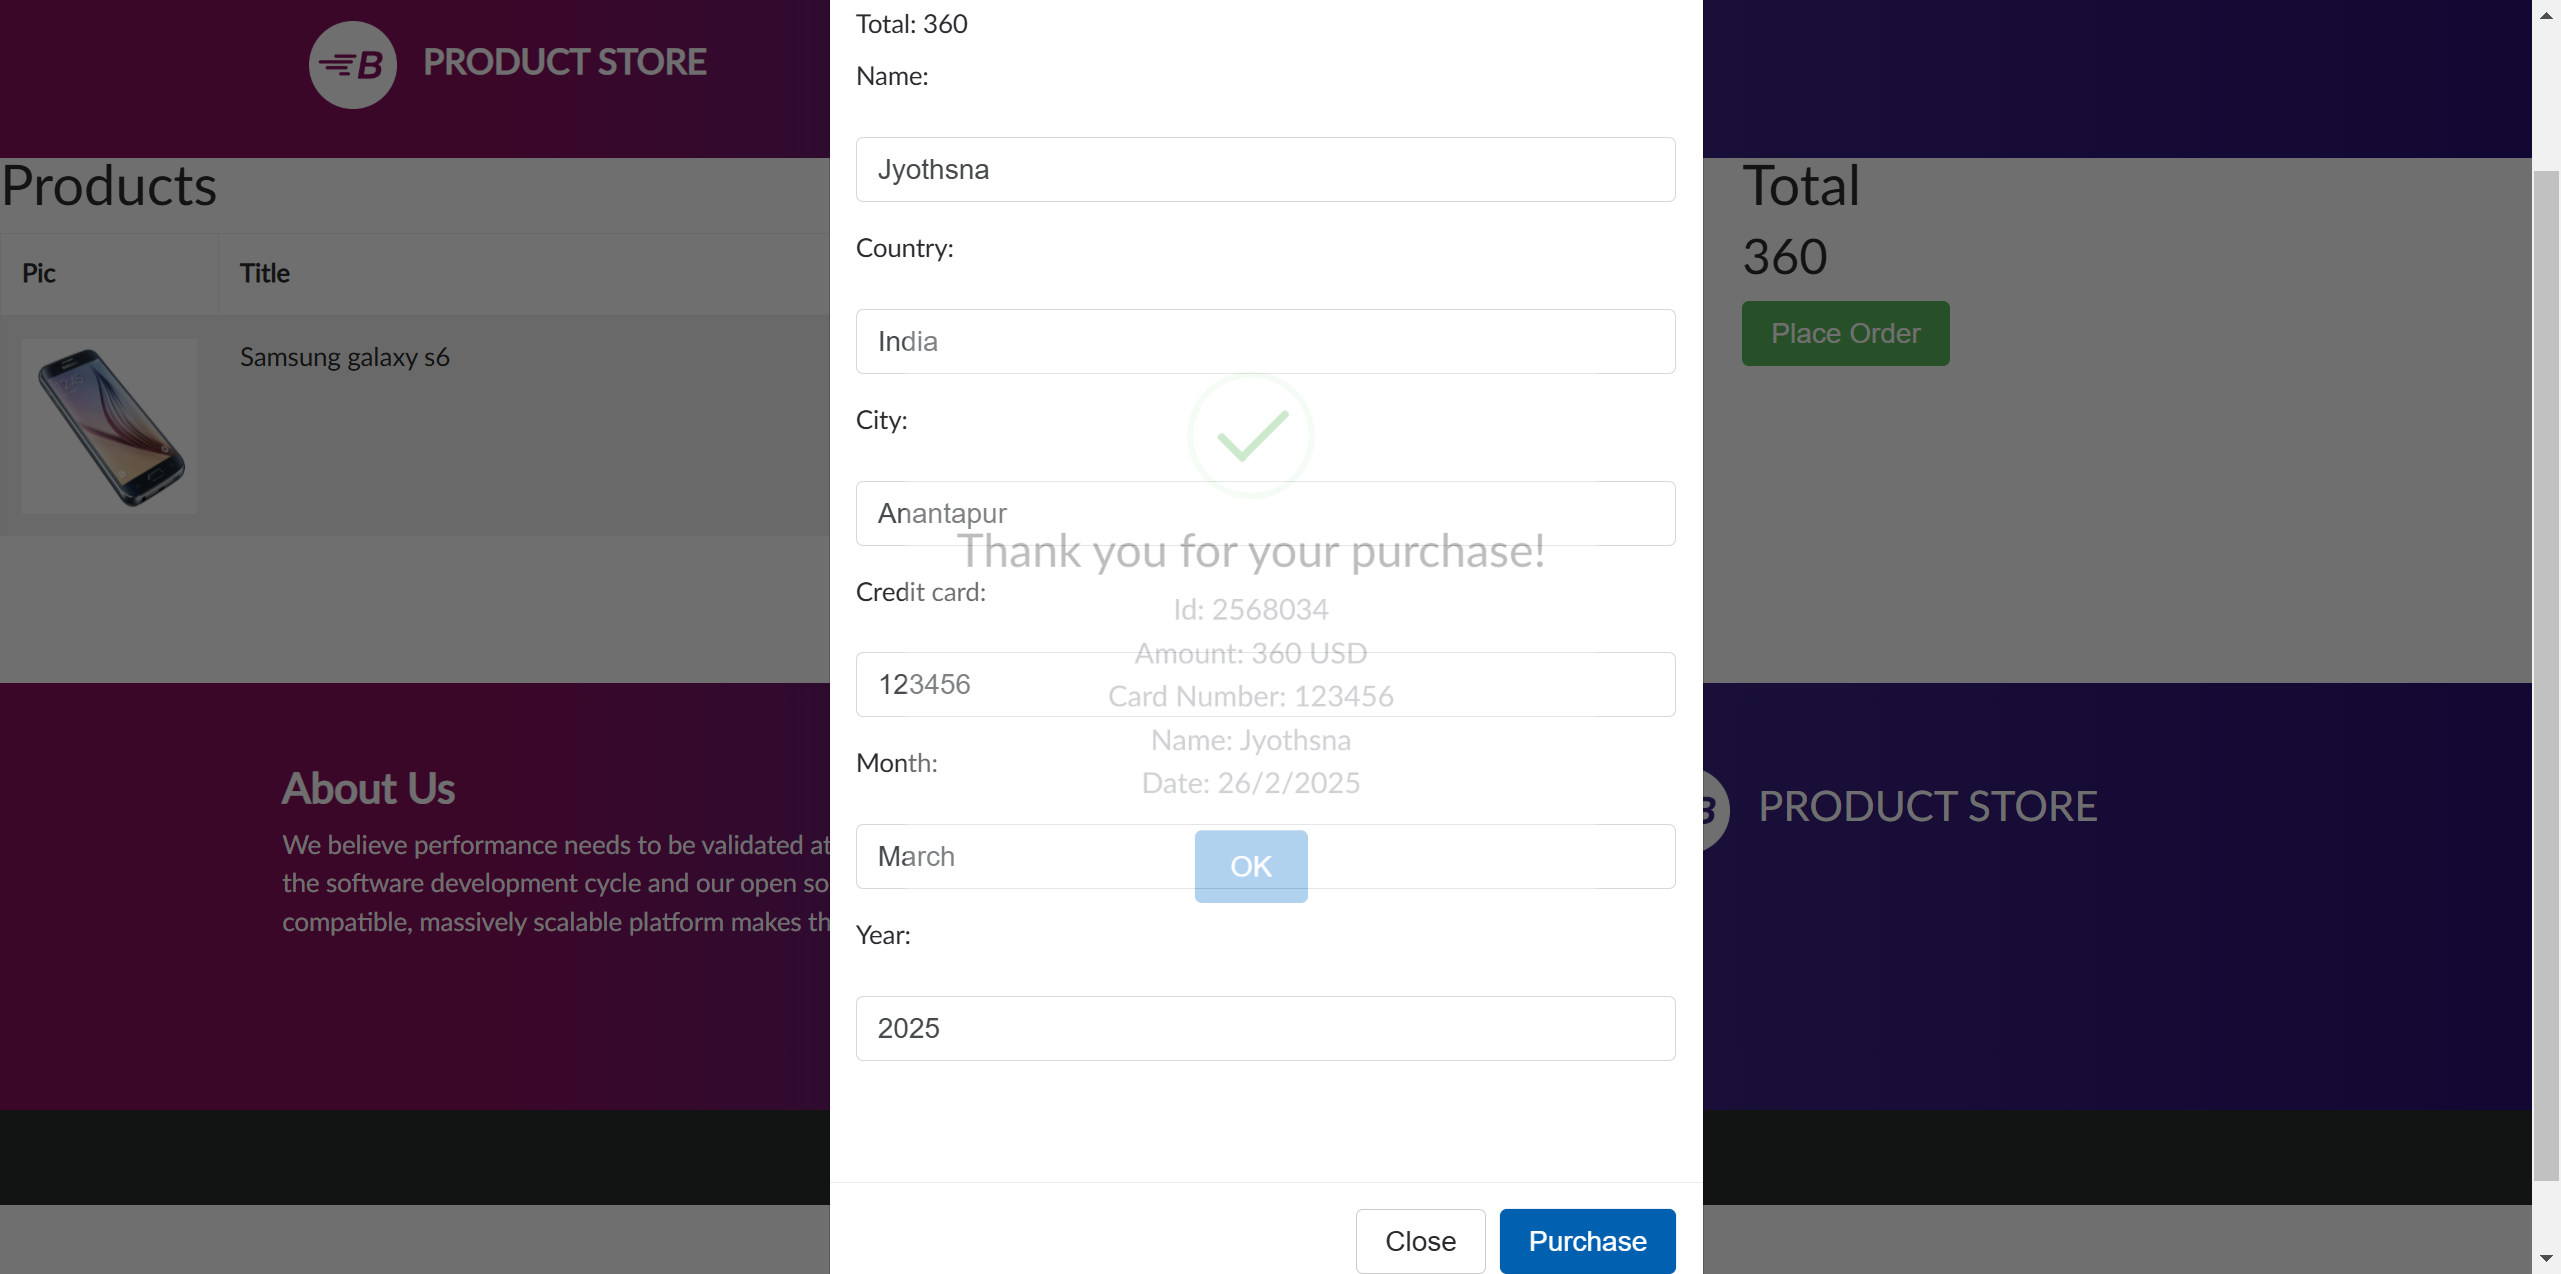 B PRODUCT STORE
Products
Pic Title
Samsung galaxy s6
Total: 360
Name:
Jyothsna
Country:
India
City:
Anantapur
Credit card:
123456
Month:
March
Year:
2025
Close Purchase
Thank you for your purchase!
Id: 2568034
Amount: 360 USD
Card Number: 123456
Name: Jyothsna
Date: 26/2/2025
OK
Total
360
Place Order
About Us
We believe performance needs to be validated at
the software development cycle and our open so
compatible, massively scalable platform makes th
B PRODUCT STORE